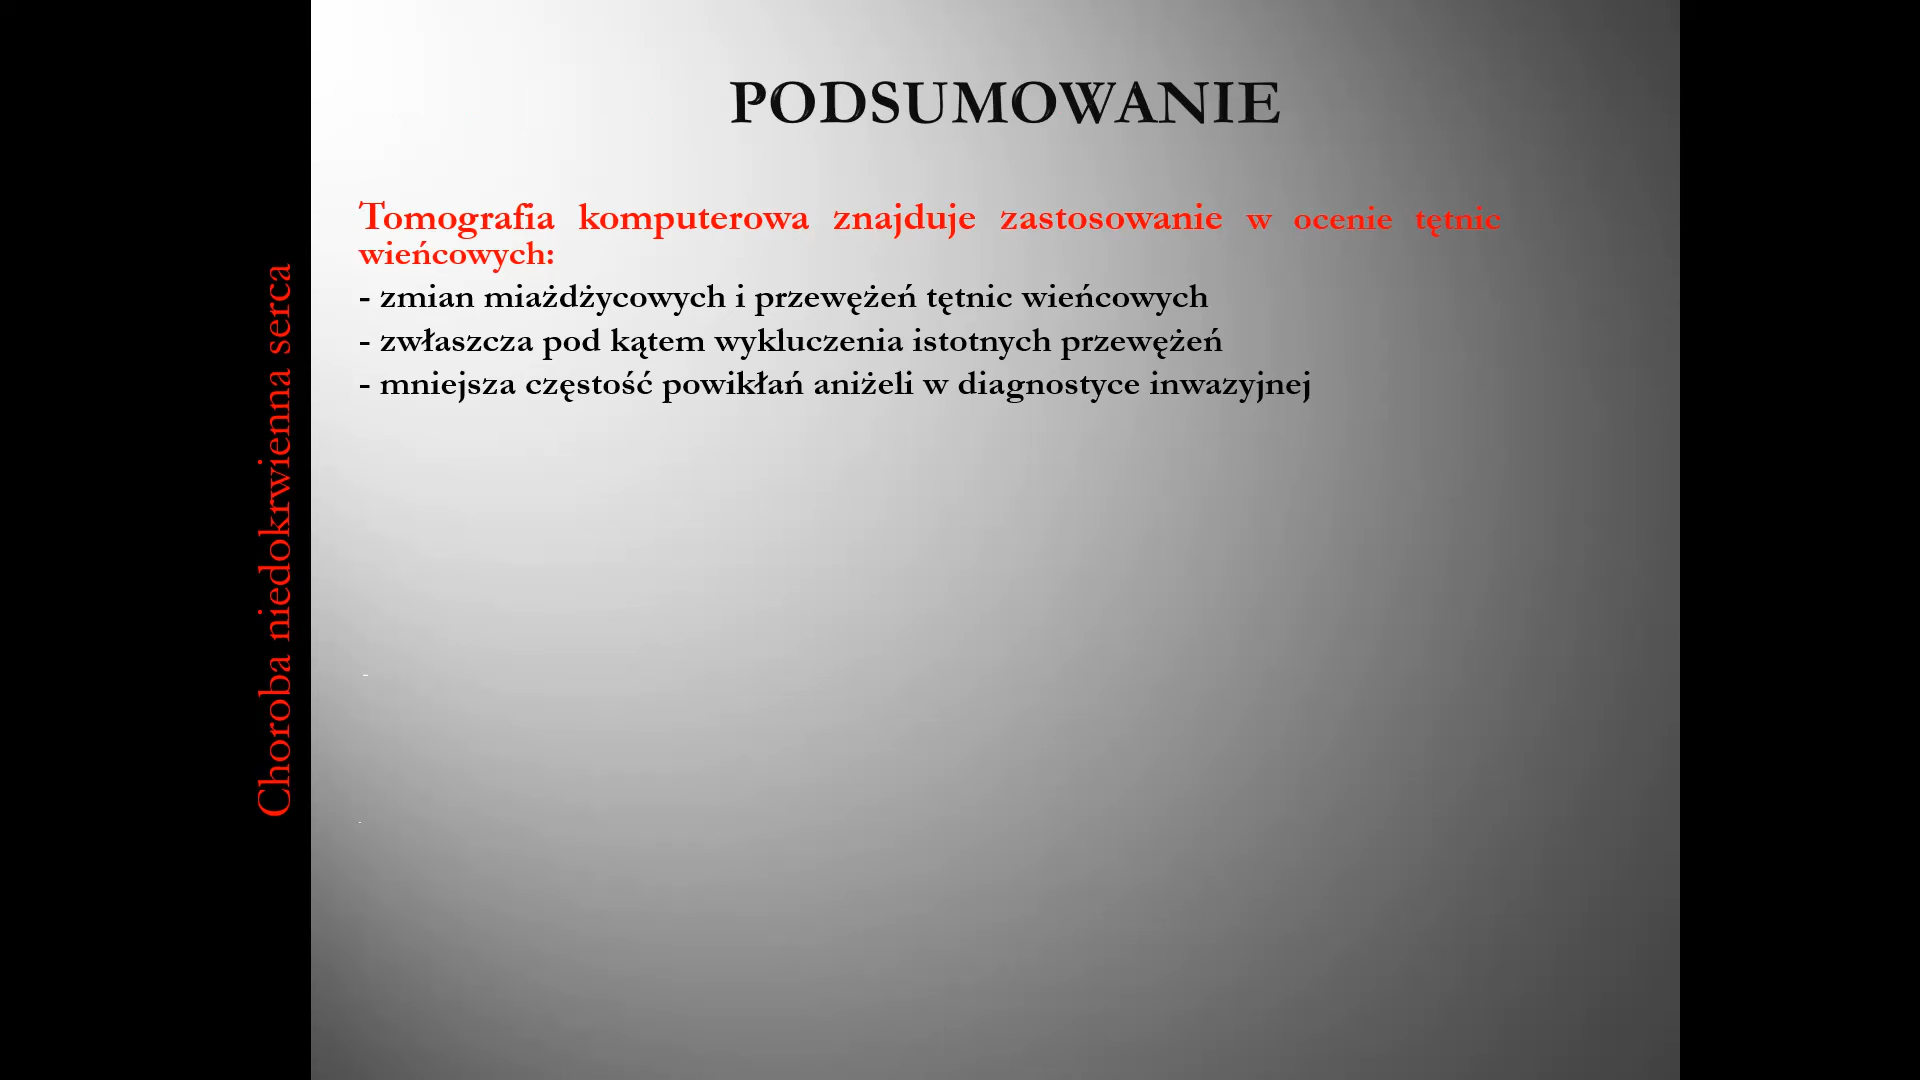 PODSUMOWANIE
Tomografia komputerowa znajduje zastosowanie w ocenie tętnic
wieńcowych:
- zmian miażdżycowych i przewężeń tętnic wieńcowych
- zwłaszcza pod kątem wykluczenia istotnych przewężeń
- mniejsza częstość powikłań aniżeli w diagnostyce inwazyjnej
-
-
Choroba niedokrwienna serca